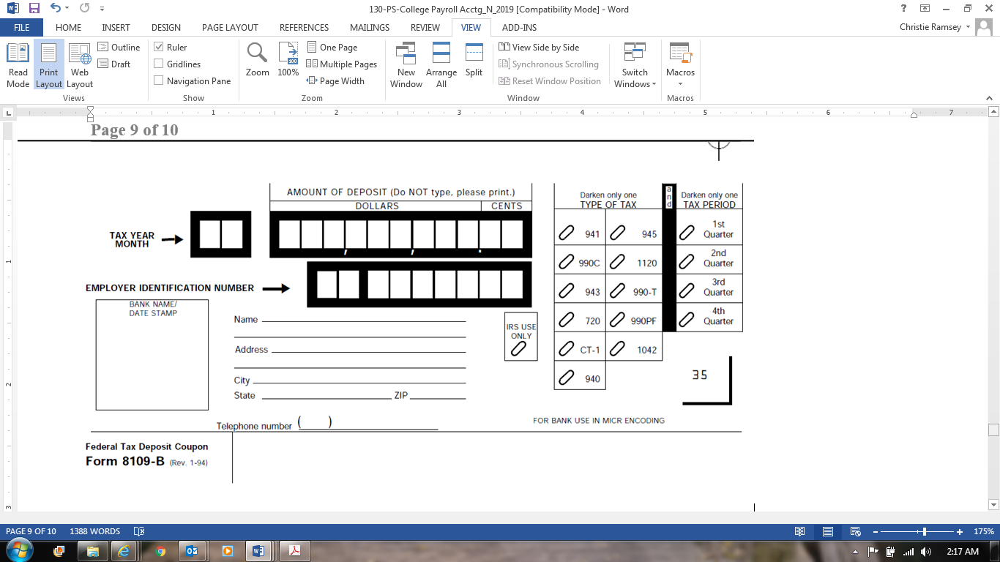 130-PS-College Payroll Acctg_N_2019 [Compatibility Mode] - Word
FILE HOME INSERT DESIGN PAGE LAYOUT REFERENCES MAILINGS REVIEW VIEW ADD-INS Christie Ramsey
Read Mode
Print Layout
Web Layout
Outline
Draft
Views
Ruler
Gridlines
Navigation Pane
Show
Zoom
100%
One Page
Multiple Pages
Page Width
Zoom
New Window
Arrange All
Split
View Side by Side
Synchronous Scrolling
Reset Window Position
Window
Switch Windows
Macros
Macros
L 1 2 3 4 5 6 7
Page 9 of 10
AMOUNT OF DEPOSIT (Do NOT type, please print.)
DOLLARS CENTS
TAX YEAR
MONTH
, , .
EMPLOYER IDENTIFICATION NUMBER
BANK NAME/
DATE STAMP
Name
Address
City
State ZIP
Telephone number ( )
IRS USE
ONLY
Darken only one
TYPE OF TAX
and
Darken only one
TAX PERIOD
941 945
990C 1120
943 990-T
720 990PF
CT-1 1042
940
1st
Quarter
2nd
Quarter
3rd
Quarter
4th
Quarter
35
FOR BANK USE IN MICR ENCODING
Federal Tax Deposit Coupon
Form 8109-B (Rev. 1-94)
1
2
3
PAGE 9 OF 10 1388 WORDS 175%
2:17 AM